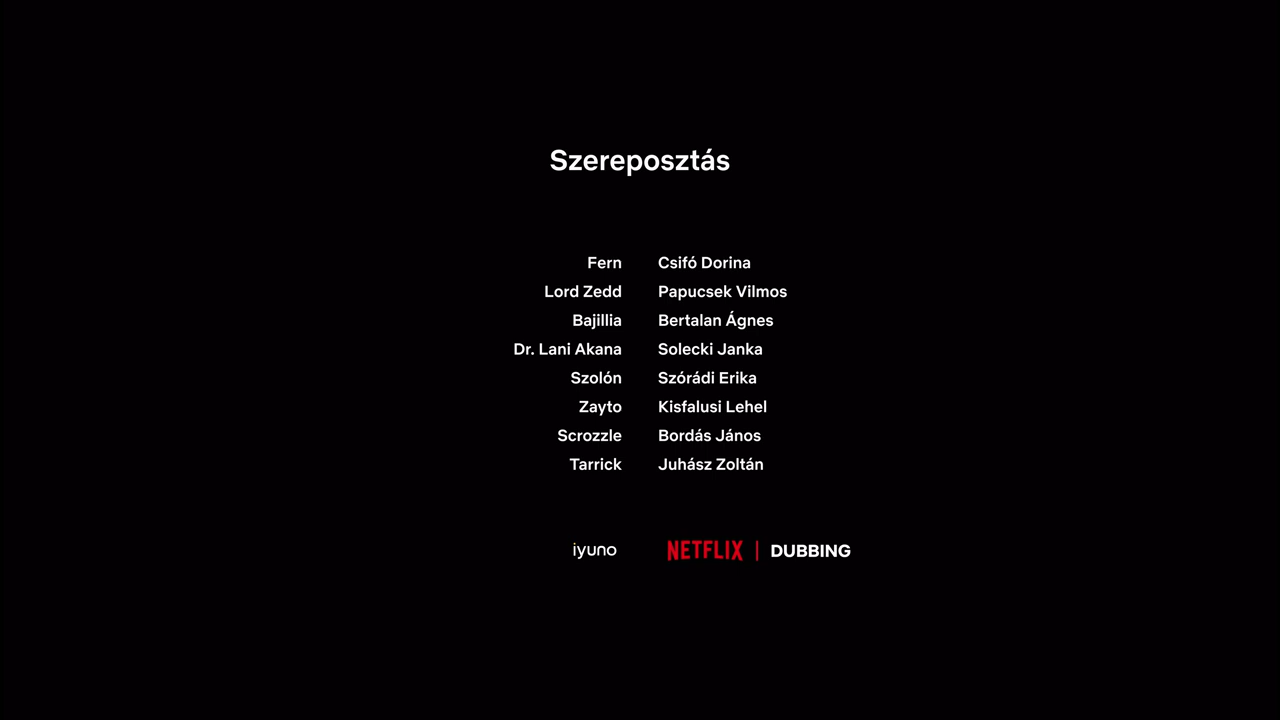 Szereposztás
Fern Csifó Dorina
Lord Zedd Papucsek Vilmos
Bajillia Bertalan Ágnes
Dr. Lani Akana Solecki Janka
Szolón Szórádi Erika
Zayto Kisfalusi Lehel
Scrozzle Bordás János
Tarrick Juhász Zoltán
iyuno NETFLIX | DUBBING